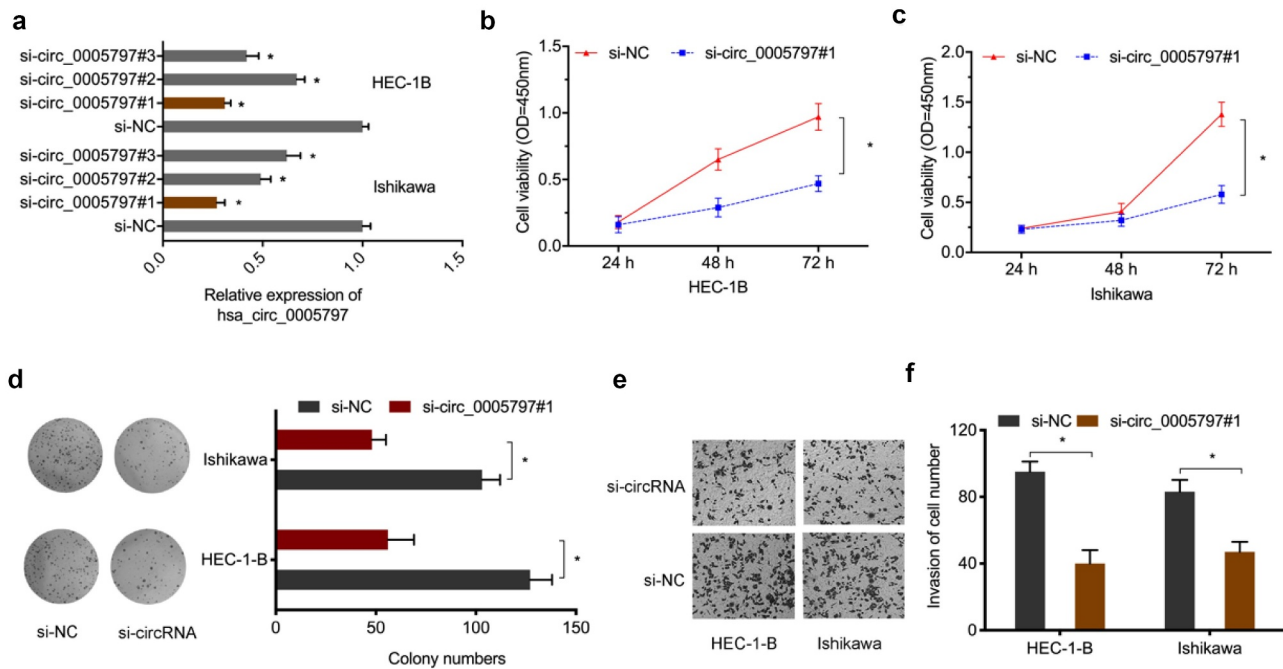 a
si-circ_0005797#3
*
si-circ_0005797#2
*
HEC-1B
si-circ_0005797#1
*
si-NC
si-circ_0005797#3
*
si-circ_0005797#2
*
Ishikawa
si-circ_0005797#1
*
si-NC
0.0
0.5
1.0
1.5
Relative expression of
hsa_circ_0005797
b
si-NC
si-circ_0005797#1
Cell viability (OD=450nm)
1.5
1.0
0.5
0.0
*
24 h
48 h
72 h
HEC-1B
c
si-NC
si-circ_0005797#1
Cell viability (OD=450nm)
2.0
1.5
1.0
0.5
0.0
*
24 h
48 h
72 h
Ishikawa
d
si-NC
si-circRNA
si-NC
si-circ_0005797#1
Ishikawa
*
HEC-1-B
*
0
50
100
150
Colony numbers
e
si-circRNA
si-NC
HEC-1-B
Ishikawa
f
si-NC
si-circ_0005797#1
Invasion of cell number
120
80
40
0
*
*
HEC-1-B
Ishikawa